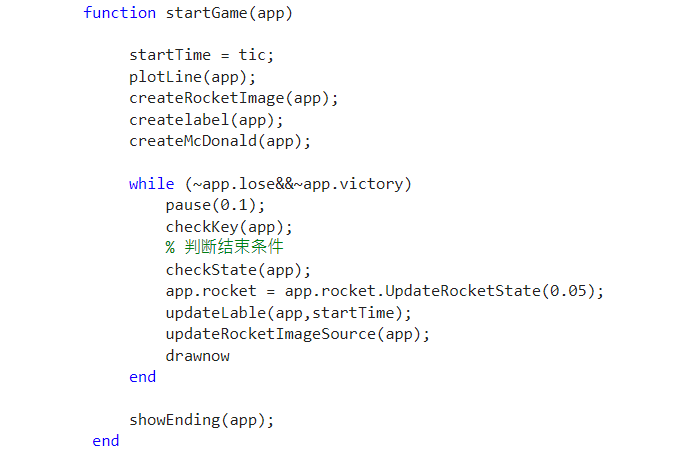 function startGame(app)
startTime = tic;
plotLine(app);
createRocketImage(app);
createlabel(app);
createMcDonald(app);
while (~app.lose&&~app.victory)
pause(0.1);
checkKey(app);
% 判断结束条件
checkState(app);
app.rocket = app.rocket.UpdateRocketState(0.05);
updateLable(app,startTime);
updateRocketImageSource(app);
drawnow
end
showEnding(app);
end